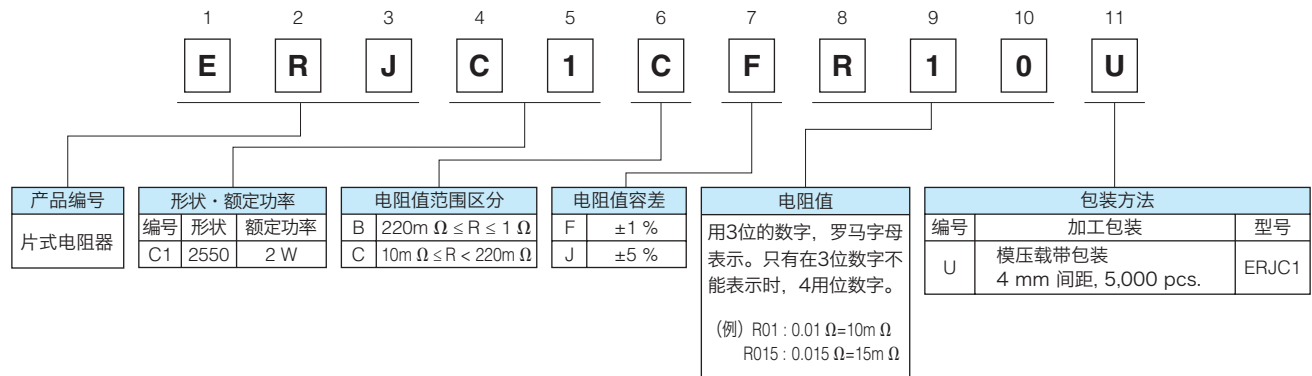 1 2 3 4 5 6 7 8 9 10 11
E R J C 1 C F R 1 0 U
产品编号
片式电阻器
形状・额定功率
编号 形状 额定功率
C1 2550 2 W
电阻值范围区分
B 220m Ω ≤ R ≤ 1 Ω
C 10m Ω ≤ R < 220m Ω
电阻值容差
F ±1 %
J ±5 %
电阻值
用3位的数字，罗马字母
表示。只有在3位数字不
能表示时，4用位数字。
（例）R01 : 0.01 Ω=10m Ω
R015 : 0.015 Ω=15m Ω
包装方法
编号 加工包装 型号
U 模压载带包装 ERJC1
4 mm 间距, 5,000 pcs.